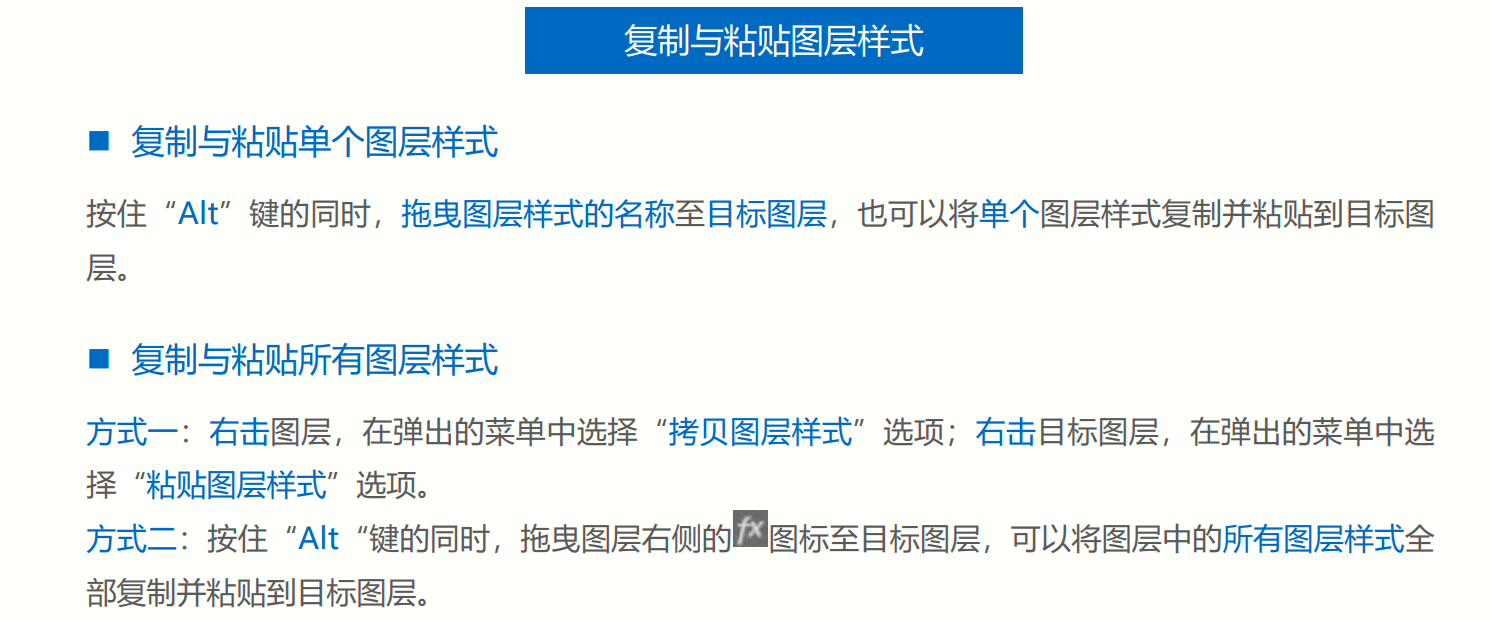 复制与粘贴图层样式
■ 复制与粘贴单个图层样式
按住“Alt”键的同时，拖曳图层样式的名称至目标图层，也可以将单个图层样式复制并粘贴到目标图
层。
■ 复制与粘贴所有图层样式
方式一：右击图层，在弹出的菜单中选择“拷贝图层样式”选项；右击目标图层，在弹出的菜单中选
择“粘贴图层样式”选项。
方式二：按住“Alt“键的同时，拖曳图层右侧的fx图标至目标图层，可以将图层中的所有图层样式全
部复制并粘贴到目标图层。